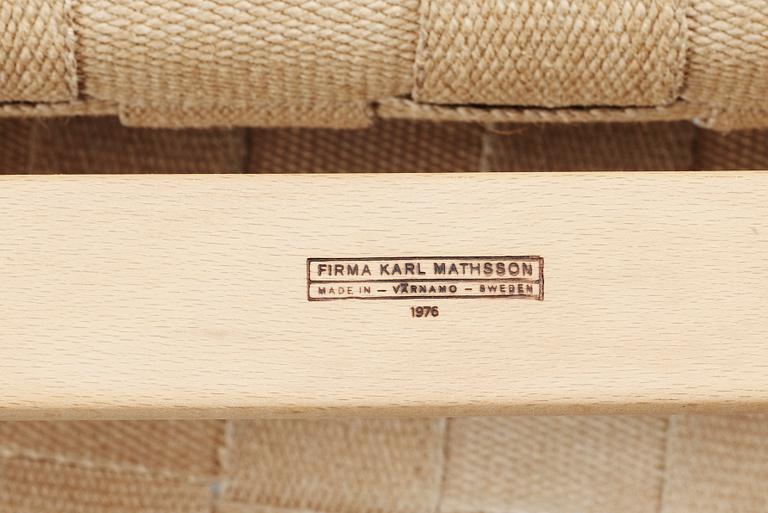 FIRMA KARL MATHSSON
MADE IN – VÄRNAMO – SWEDEN
1976